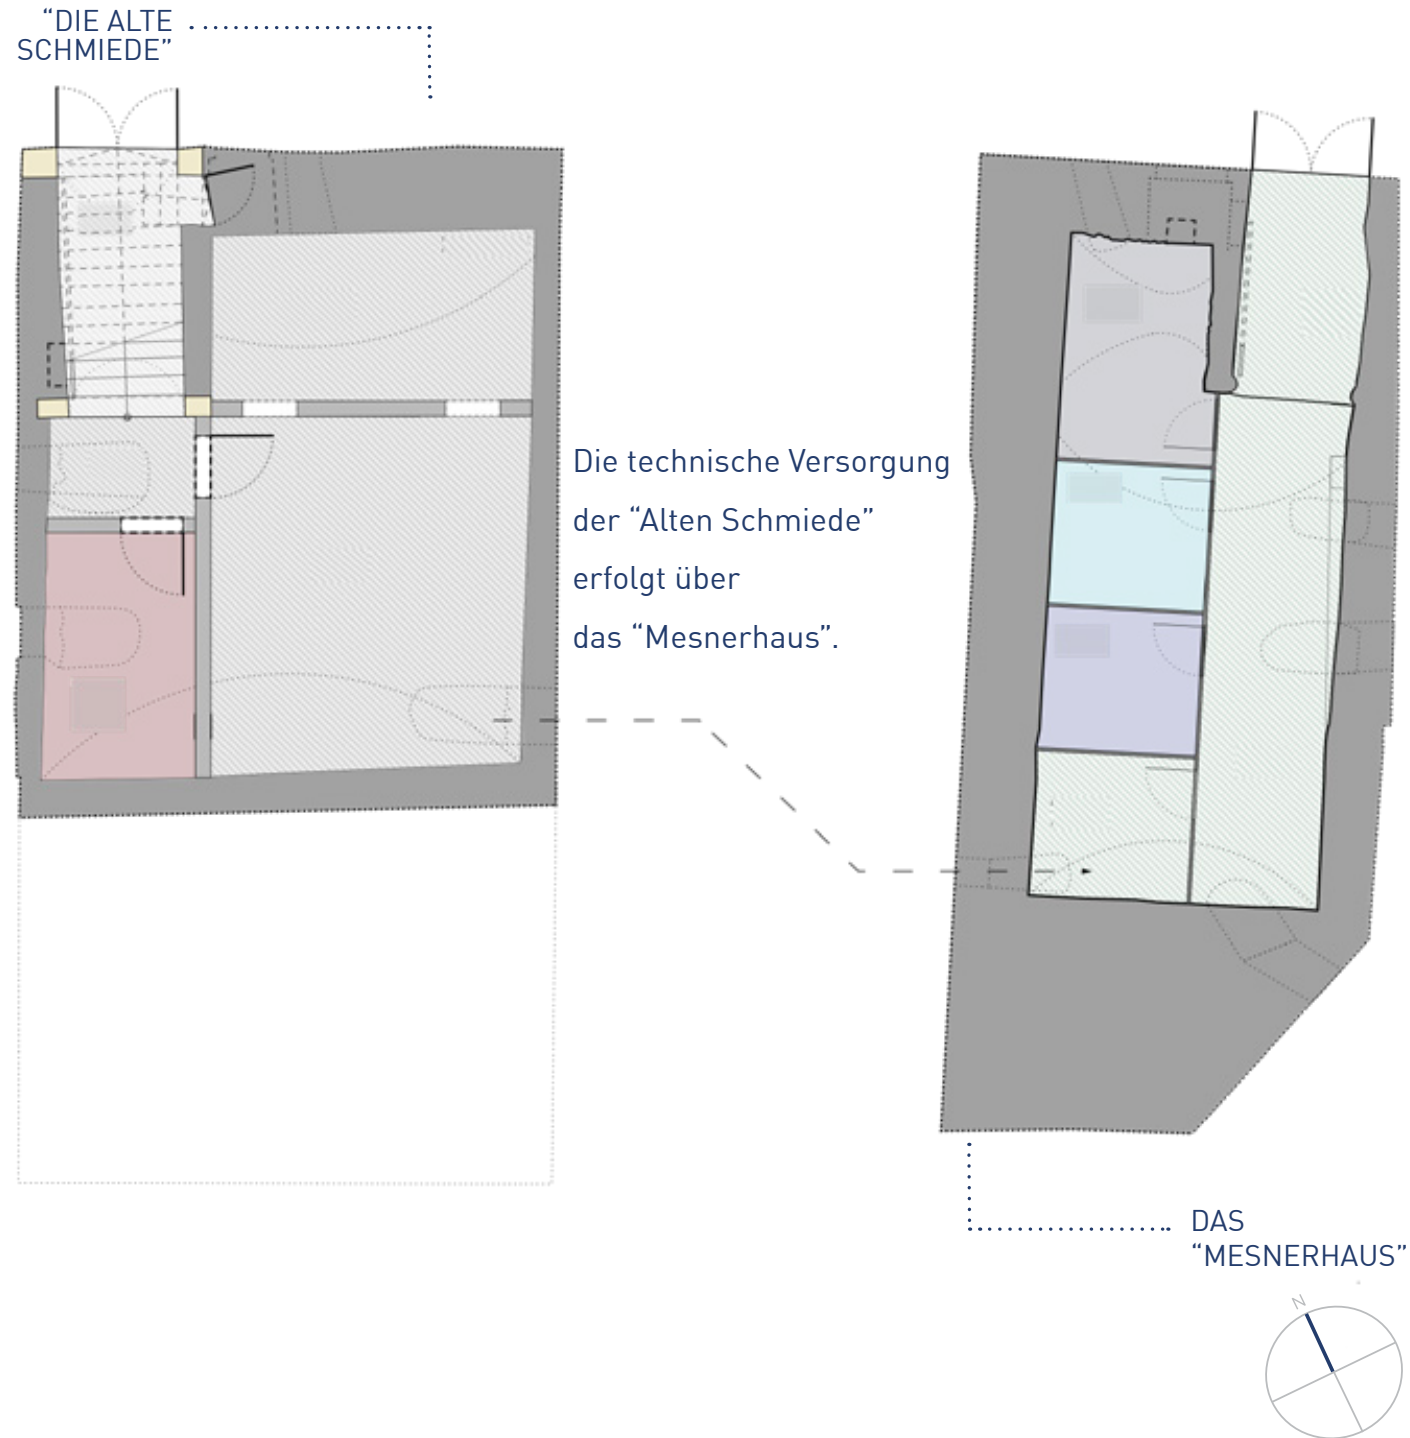 “DIE ALTE
SCHMIEDE”
Die technische Versorgung
der “Alten Schmiede”
erfolgt über
das “Mesnerhaus”.
DAS
“MESNERHAUS”
N